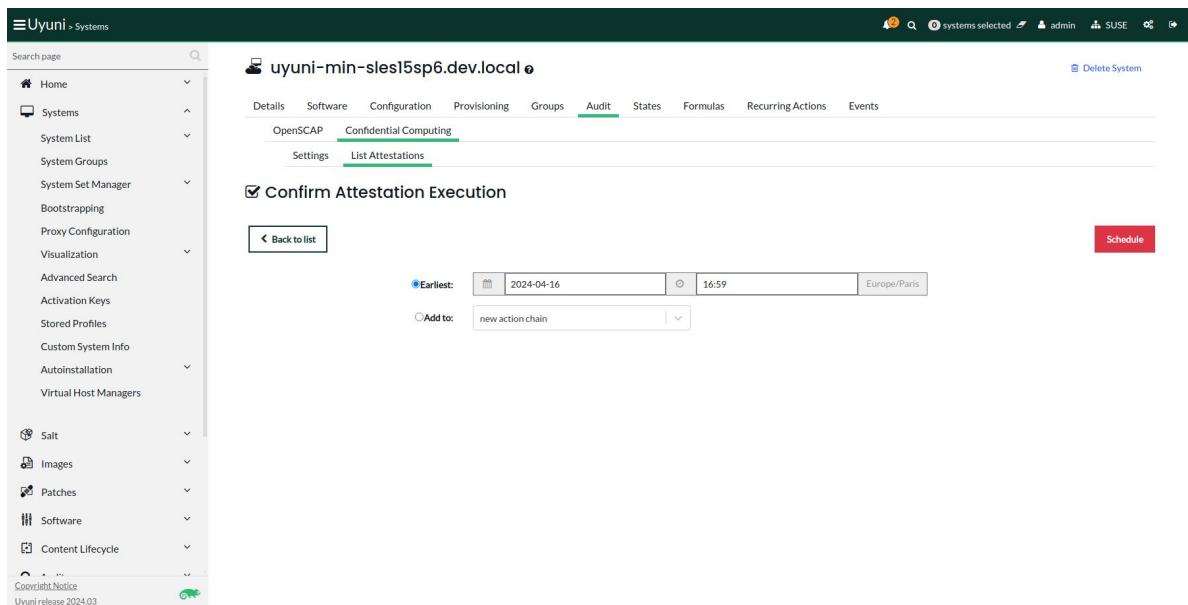 Uyuni > Systems
2
0 systems selected
admin
SUSE
Search page
Home
Systems
System List
System Groups
System Set Manager
Bootstrapping
Proxy Configuration
Visualization
Advanced Search
Activation Keys
Stored Profiles
Custom System Info
Autoinstallation
Virtual Host Managers
Salt
Images
Patches
Software
Content Lifecycle
Copyright Notice
Uyuni release 2024.03
uyuni-min-sles15sp6.dev.local
Delete System
Details Software Configuration Provisioning Groups Audit States Formulas Recurring Actions Events
OpenSCAP Confidential Computing
Settings List Attestations
Confirm Attestation Execution
Back to list
Schedule
Earliest: 2024-04-16 16:59 Europe/Paris
Add to: new action chain